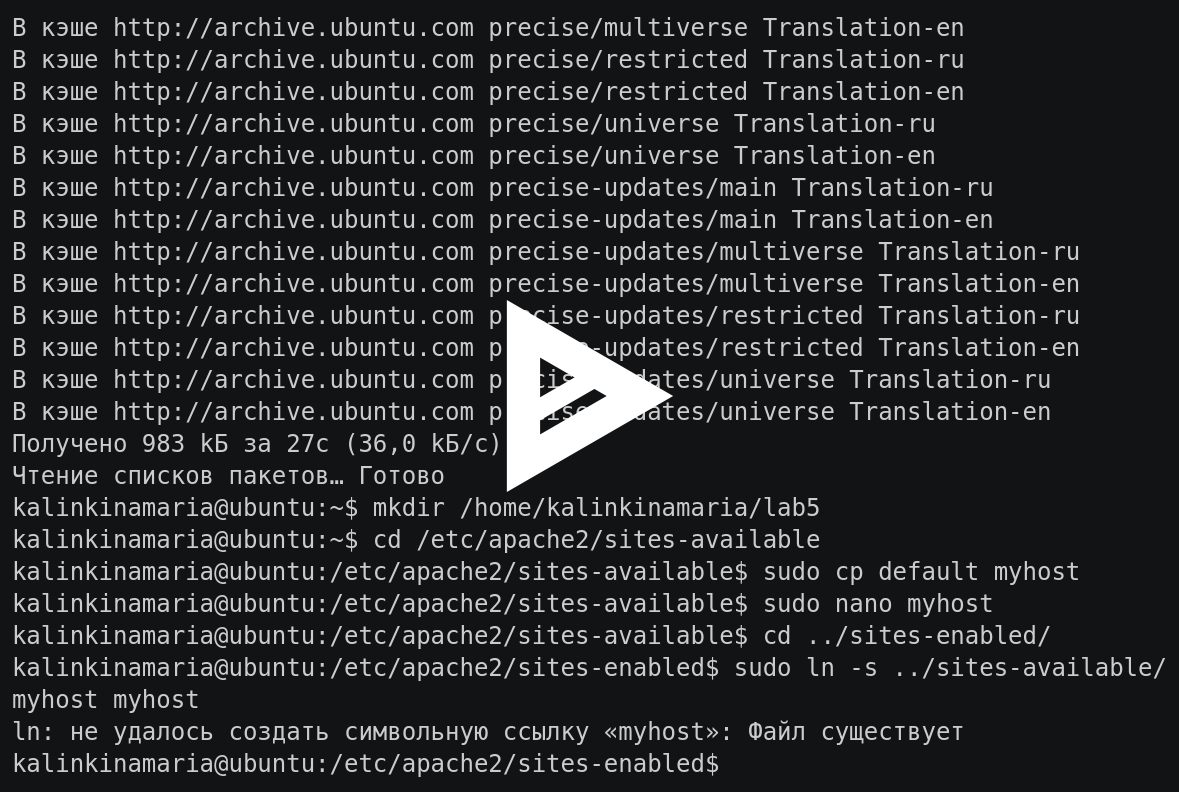 В кэше http://archive.ubuntu.com precise/multiverse Translation-en
В кэше http://archive.ubuntu.com precise/restricted Translation-ru
В кэше http://archive.ubuntu.com precise/restricted Translation-en
В кэше http://archive.ubuntu.com precise/universe Translation-ru
В кэше http://archive.ubuntu.com precise/universe Translation-en
В кэше http://archive.ubuntu.com precise-updates/main Translation-ru
В кэше http://archive.ubuntu.com precise-updates/main Translation-en
В кэше http://archive.ubuntu.com precise-updates/multiverse Translation-ru
В кэше http://archive.ubuntu.com precise-updates/multiverse Translation-en
В кэше http://archive.ubuntu.com precise-updates/restricted Translation-ru
В кэше http://archive.ubuntu.com precise-updates/restricted Translation-en
В кэше http://archive.ubuntu.com precise-updates/universe Translation-ru
В кэше http://archive.ubuntu.com precise-updates/universe Translation-en
Получено 983 kБ за 27с (36,0 kБ/c)
Чтение списков пакетов… Готово
kalinkinamaria@ubuntu:~$ mkdir /home/kalinkinamaria/lab5
kalinkinamaria@ubuntu:~$ cd /etc/apache2/sites-available
kalinkinamaria@ubuntu:/etc/apache2/sites-available$ sudo cp default myhost
kalinkinamaria@ubuntu:/etc/apache2/sites-available$ sudo nano myhost
kalinkinamaria@ubuntu:/etc/apache2/sites-available$ cd ../sites-enabled/
kalinkinamaria@ubuntu:/etc/apache2/sites-enabled$ sudo ln -s ../sites-available/
myhost myhost
ln: не удалось создать символьную ссылку «myhost»: Файл существует
kalinkinamaria@ubuntu:/etc/apache2/sites-enabled$